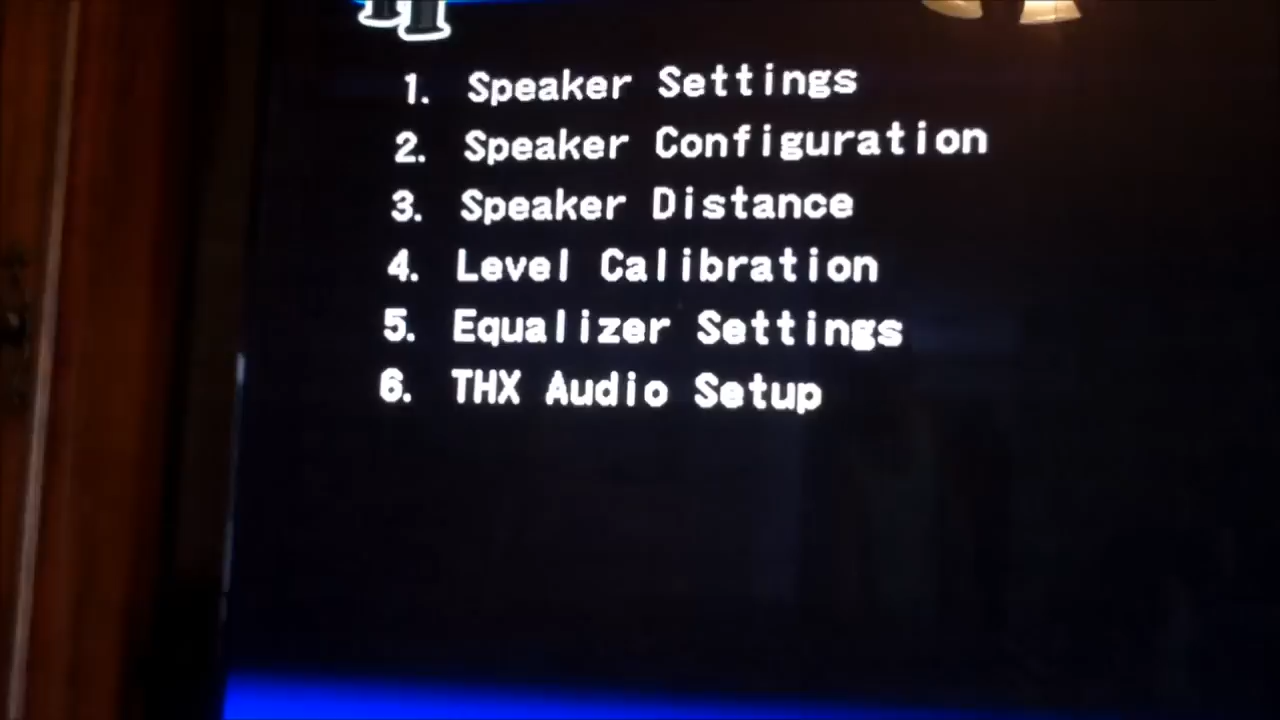 1. Speaker Settings
2. Speaker Configuration
3. Speaker Distance
4. Level Calibration
5. Equalizer Settings
6. THX Audio Setup